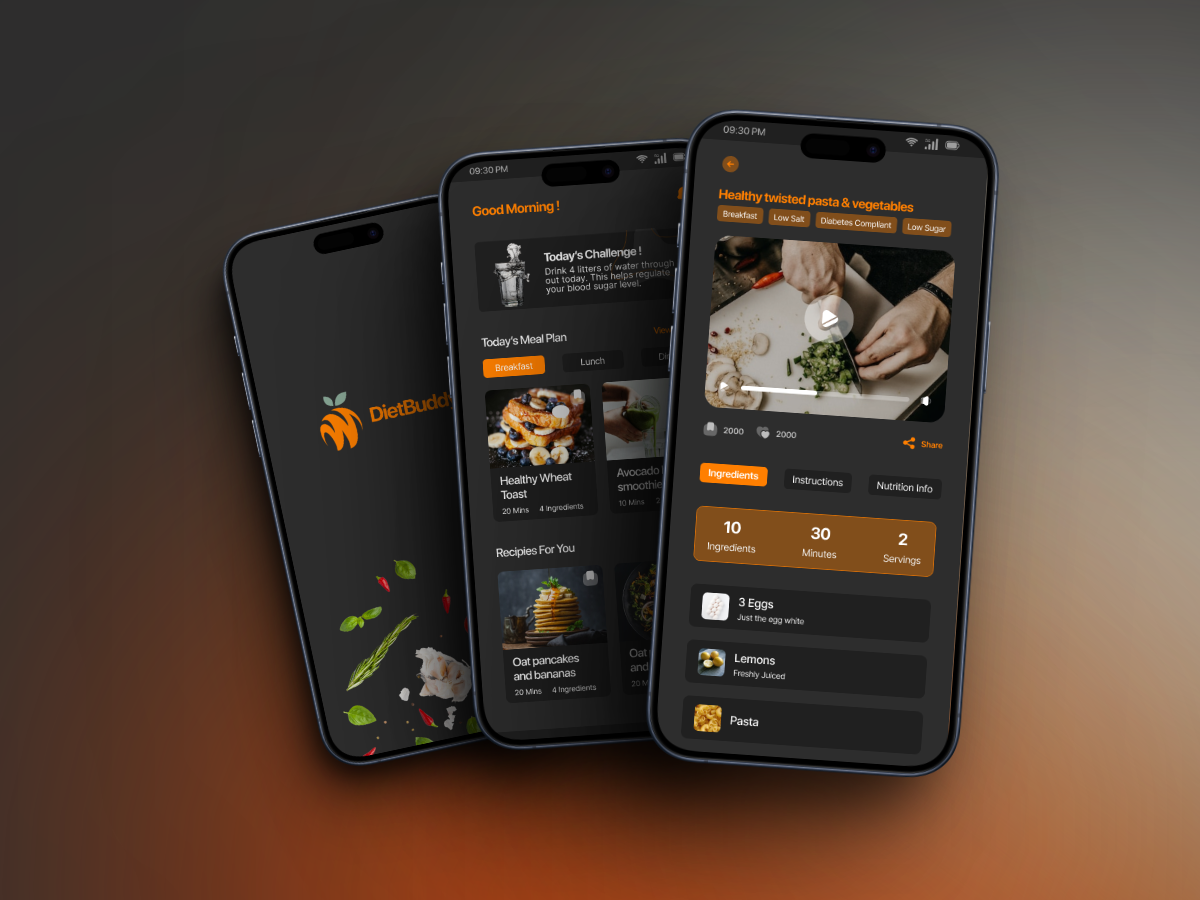 DietBudd
09:30 PM
Good Morning !
Today's Challenge !
Drink 4 litters of water through
out today. This helps regulate
your blood sugar level.
Today's Meal Plan
View
Breakfast
Lunch
Di
Healthy Wheat
Toast
20 Mins
4 Ingredients
Avocado
smoothie
10 Mins
2
Recipies For You
Oat pancakes
and bananas
20 Mins
4 Ingredients
Oat
and
20 M
09:30 PM
Healthy twisted pasta & vegetables
Breakfast
Low Salt
Diabetes Compliant
Low Sugar
2000
2000
Share
Ingredients
Instructions
Nutrition Info
10
Ingredients
30
Minutes
2
Servings
3 Eggs
Just the egg white
Lemons
Freshly Juiced
Pasta